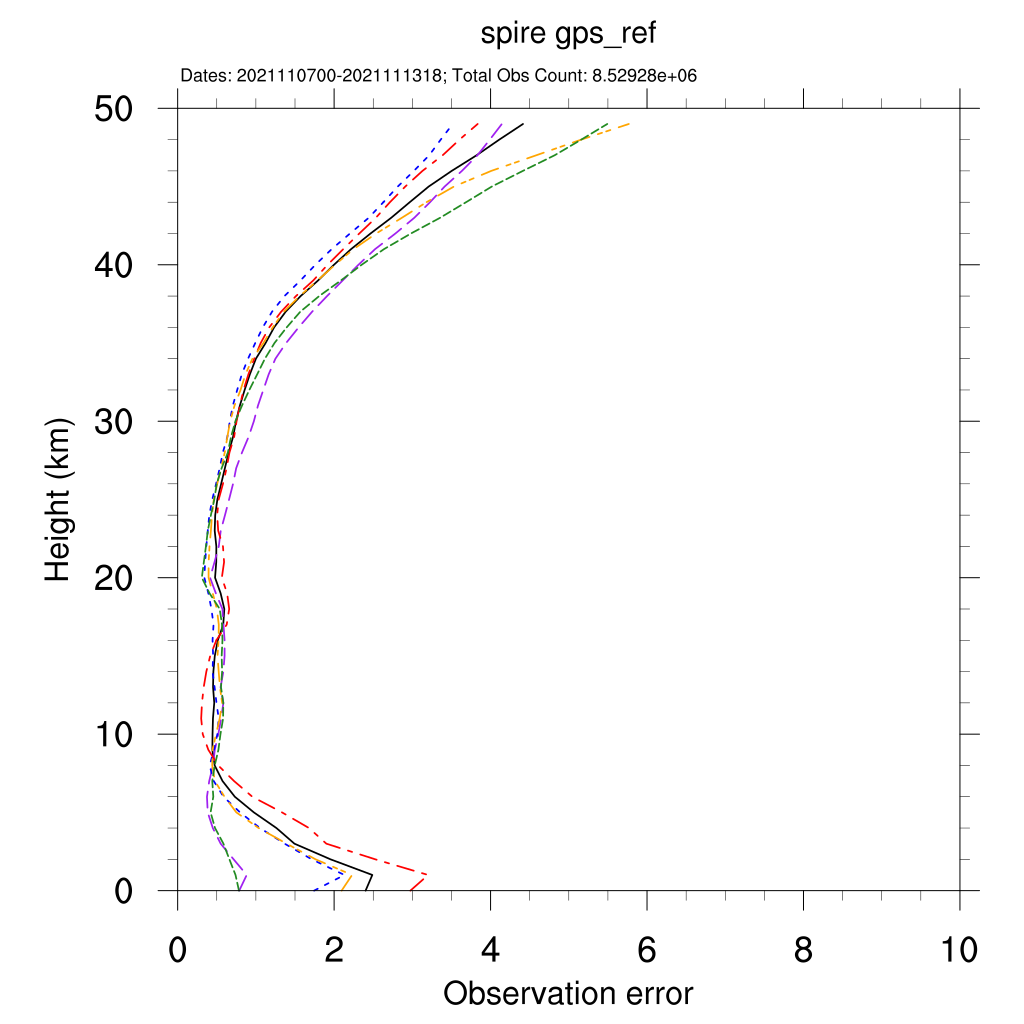 spire gps_ref
Dates: 2021110700-2021111318; Total Obs Count: 8.52928e+06
50
40
30
20
10
0
Height (km)
0 2 4 6 8 10
Observation error